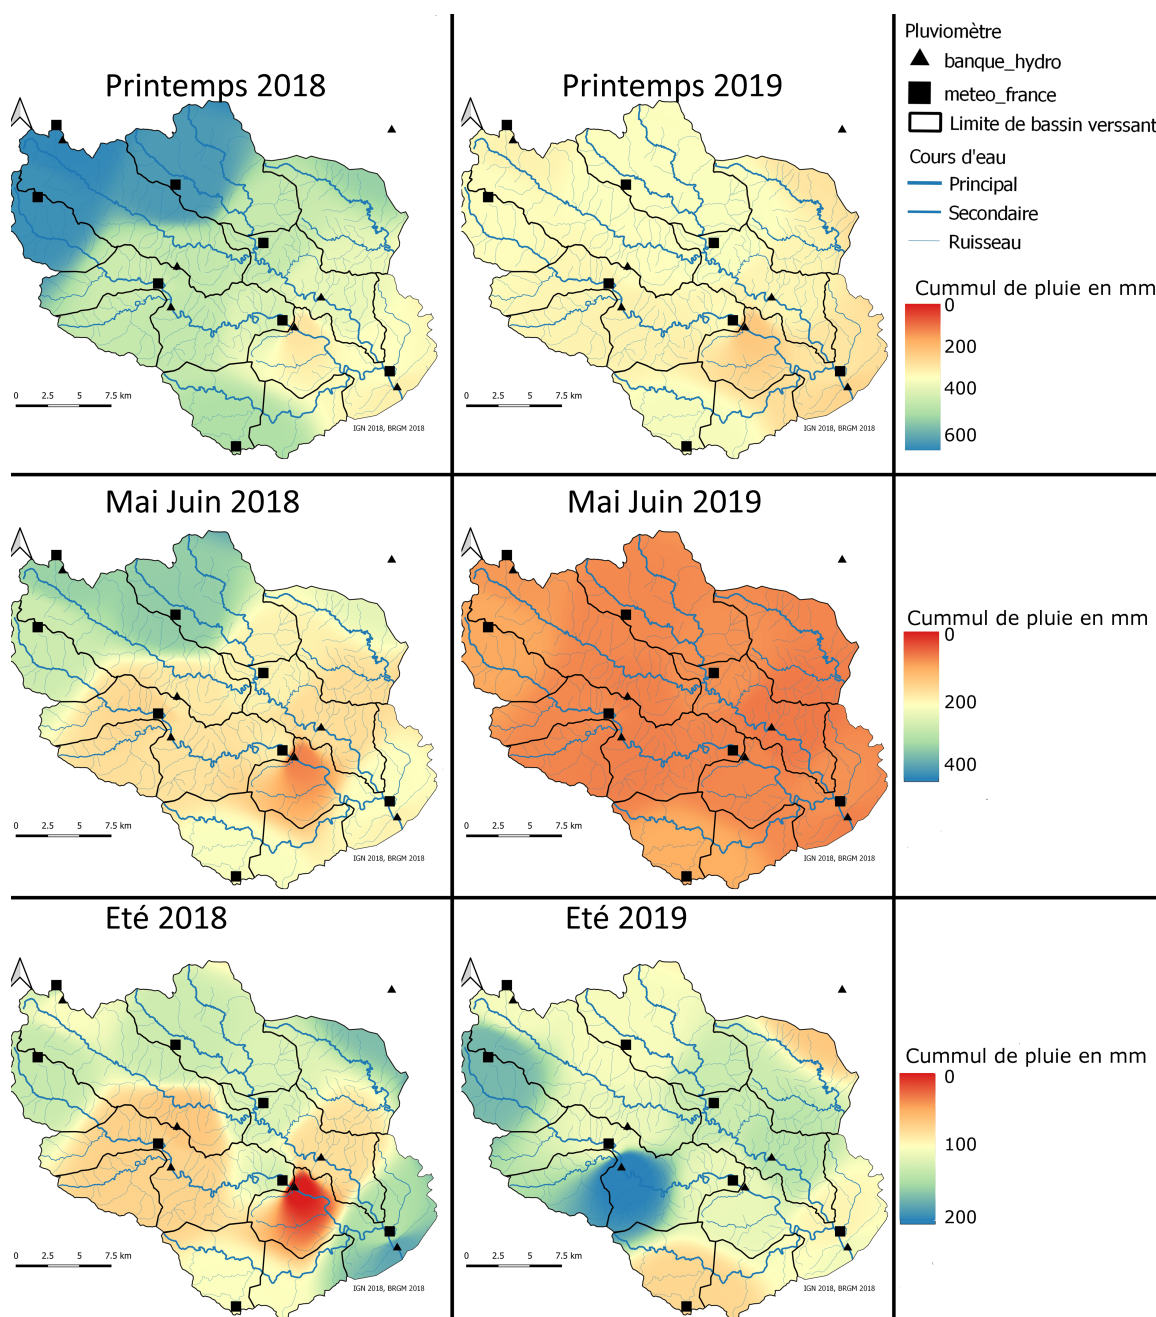 Printemps 2018
0 2.5 5 7.5 km
IGN 2018, BRGM 2018
Printemps 2019
0 2.5 5 7.5 km
IGN 2018, BRGM 2018
Pluviomètre
banque_hydro
meteo_france
Limite de bassin verssant
Cours d'eau
Principal
Secondaire
Ruisseau
Cummul de pluie en mm
0
200
400
600
Mai Juin 2018
0 2.5 5 7.5 km
IGN 2018, BRGM 2018
Mai Juin 2019
0 2.5 5 7.5 km
IGN 2018, BRGM 2018
Cummul de pluie en mm
0
200
400
Eté 2018
0 2.5 5 7.5 km
IGN 2018, BRGM 2018
Eté 2019
0 2.5 5 7.5 km
IGN 2018, BRGM 2018
Cummul de pluie en mm
0
100
200